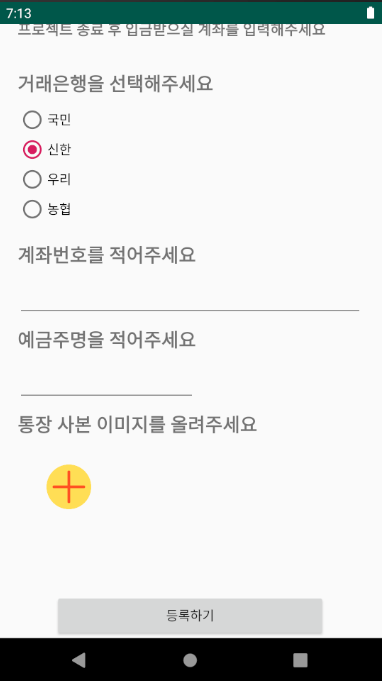 7:13
프로젝트 종료 후 입금받으실 계좌를 입력해주세요
거래은행을 선택해주세요
국민
신한
우리
농협
계좌번호를 적어주세요
예금주명을 적어주세요
통장 사본 이미지를 올려주세요
등록하기